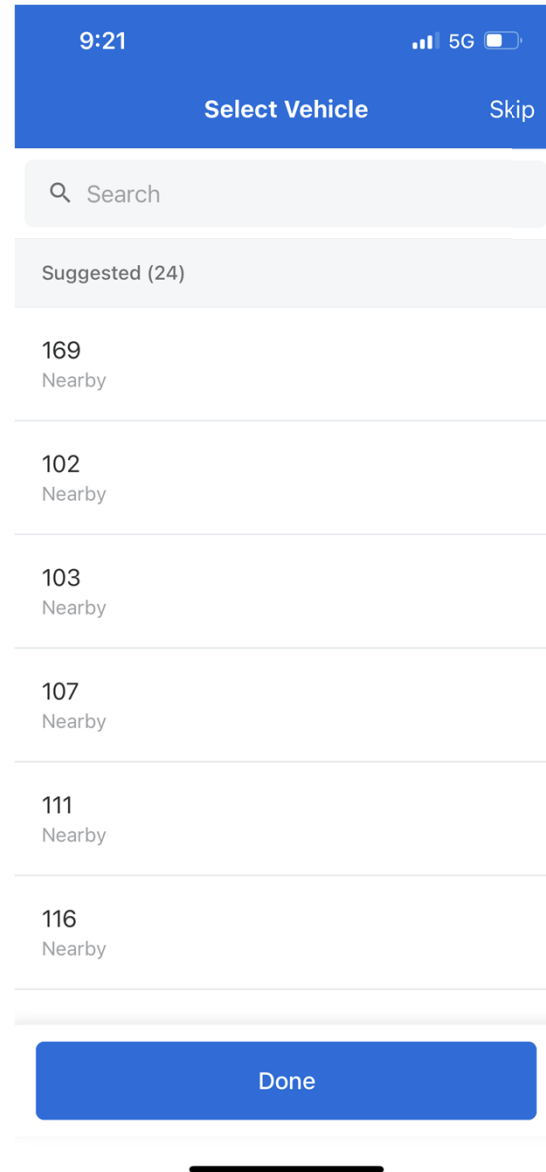 9:21 5G
Select Vehicle Skip
Search
Suggested (24)
169
Nearby
102
Nearby
103
Nearby
107
Nearby
111
Nearby
116
Nearby
Done